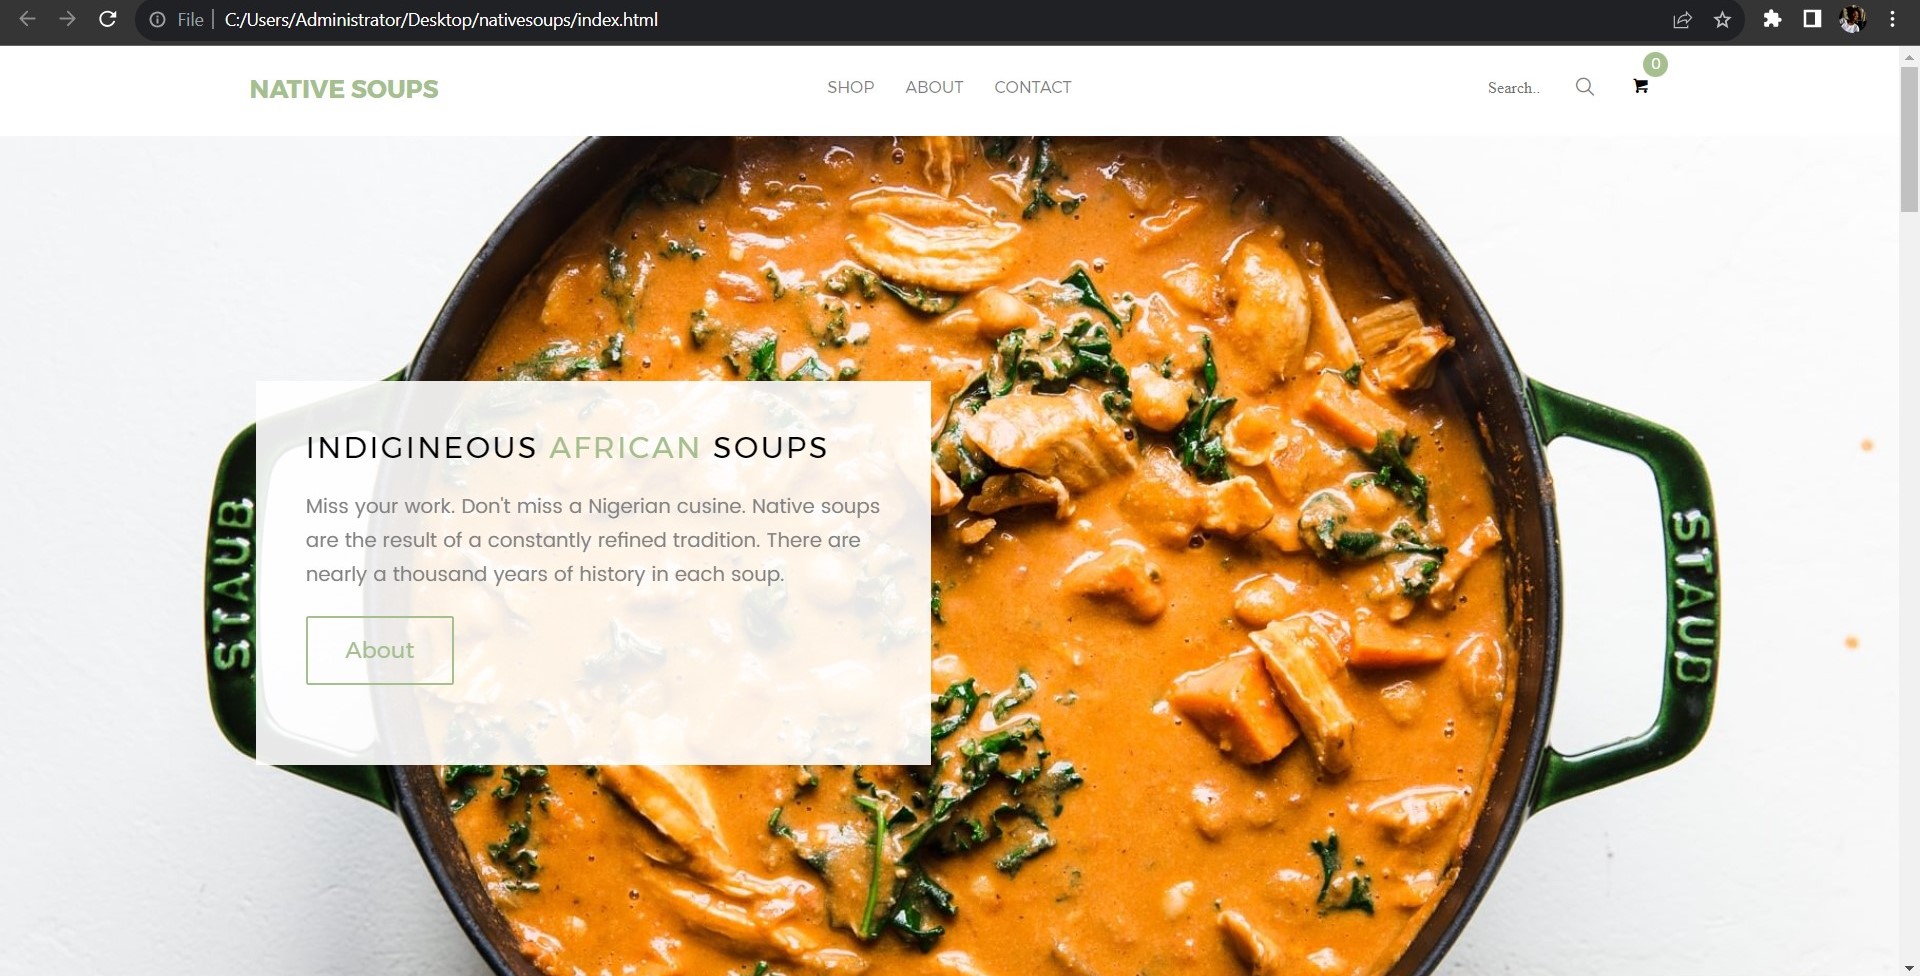 File | C:/Users/Administrator/Desktop/nativesoups/index.html
NATIVE SOUPS
SHOP ABOUT CONTACT
Search..
0
INDIGINEOUS AFRICAN SOUPS
Miss your work. Don't miss a Nigerian cusine. Native soups
are the result of a constantly refined tradition. There are
nearly a thousand years of history in each soup.
About
STAUB
STAUB